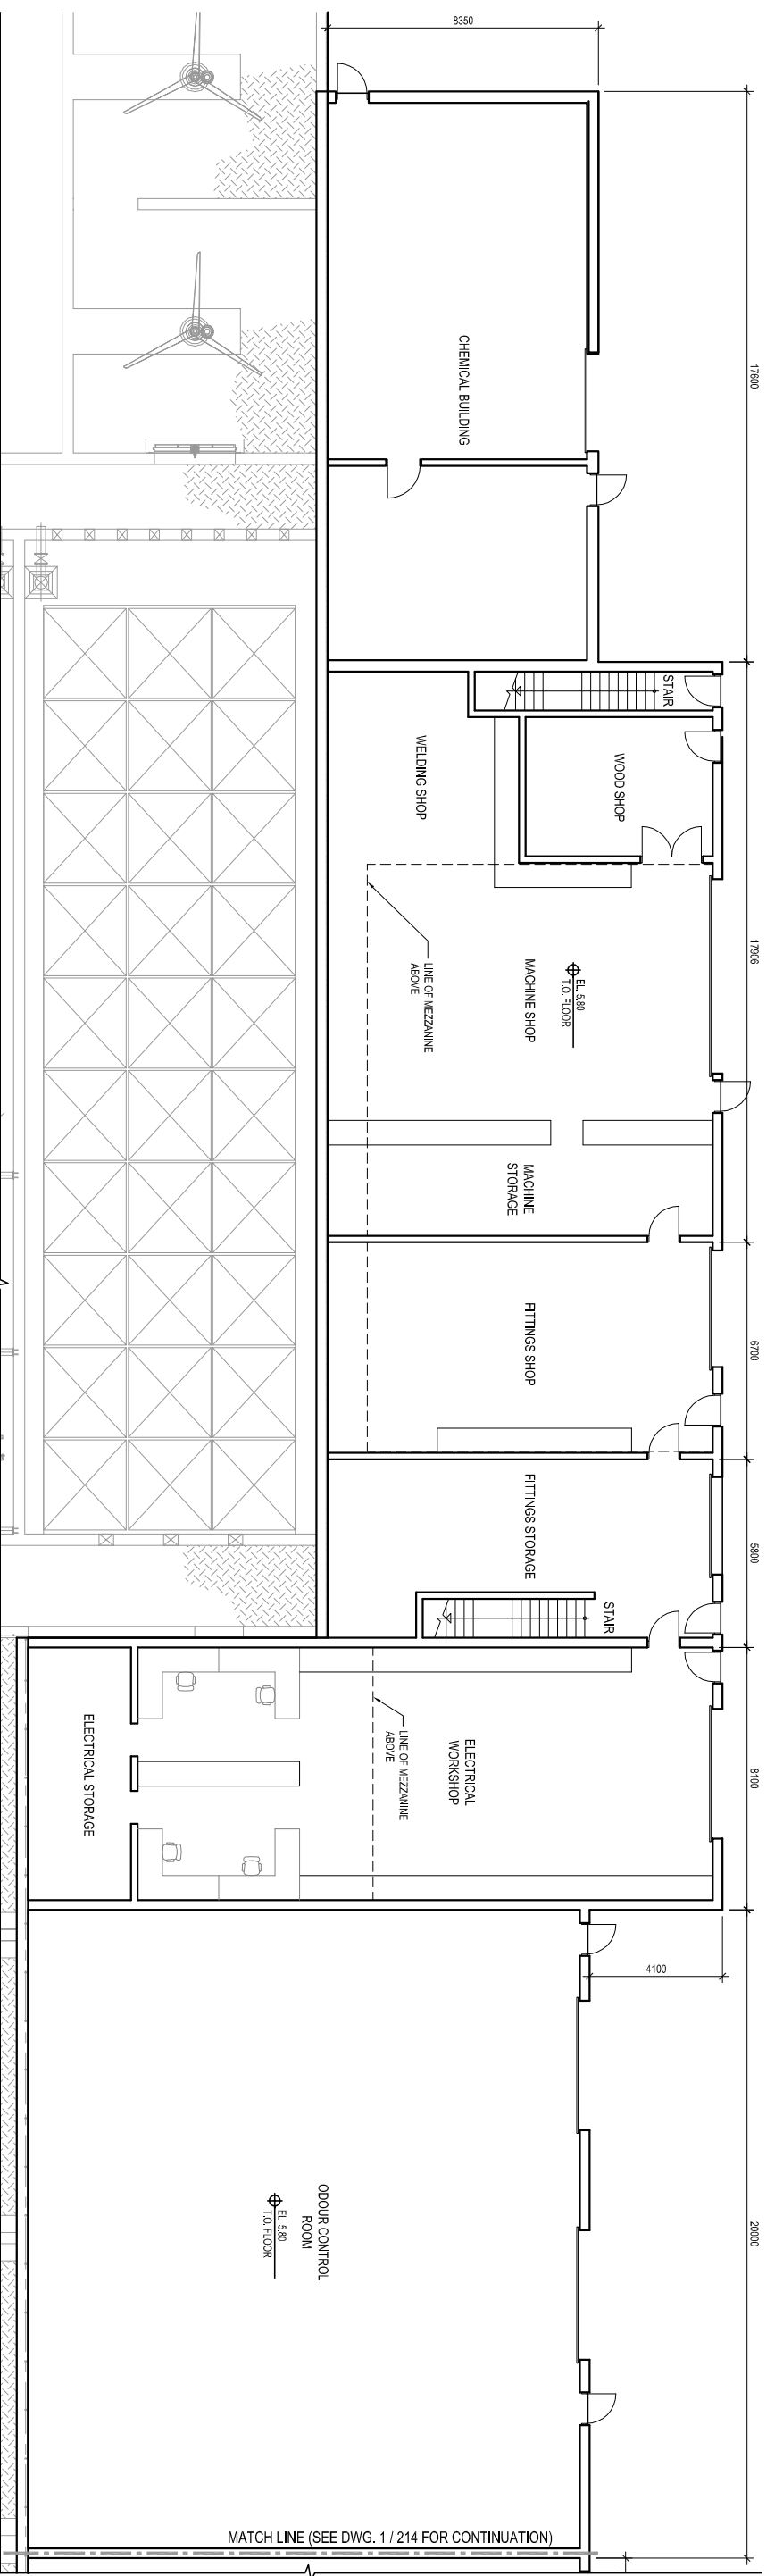 8350
17600
CHEMICAL BUILDING
STAIR
WELDING SHOP
WOOD SHOP
17906
LINE OF MEZZANINE
ABOVE
MACHINE SHOP
EL. 5.80
T.O. FLOOR
MACHINE
STORAGE
FITTINGS SHOP
6700
FITTINGS STORAGE
5800
STAIR
ELECTRICAL STORAGE
LINE OF MEZZANINE
ABOVE
ELECTRICAL
WORKSHOP
8100
4100
ODOUR CONTROL
ROOM
EL. 5.80
T.O. FLOOR
20000
MATCH LINE (SEE DWG. 1 / 214 FOR CONTINUATION)